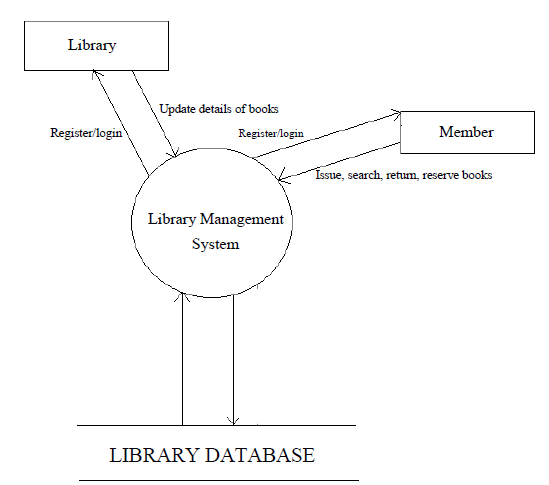 Library
Update details of books
Register/login
Register/login
Member
Issue, search, return, reserve books
Library Management
System
LIBRARY DATABASE